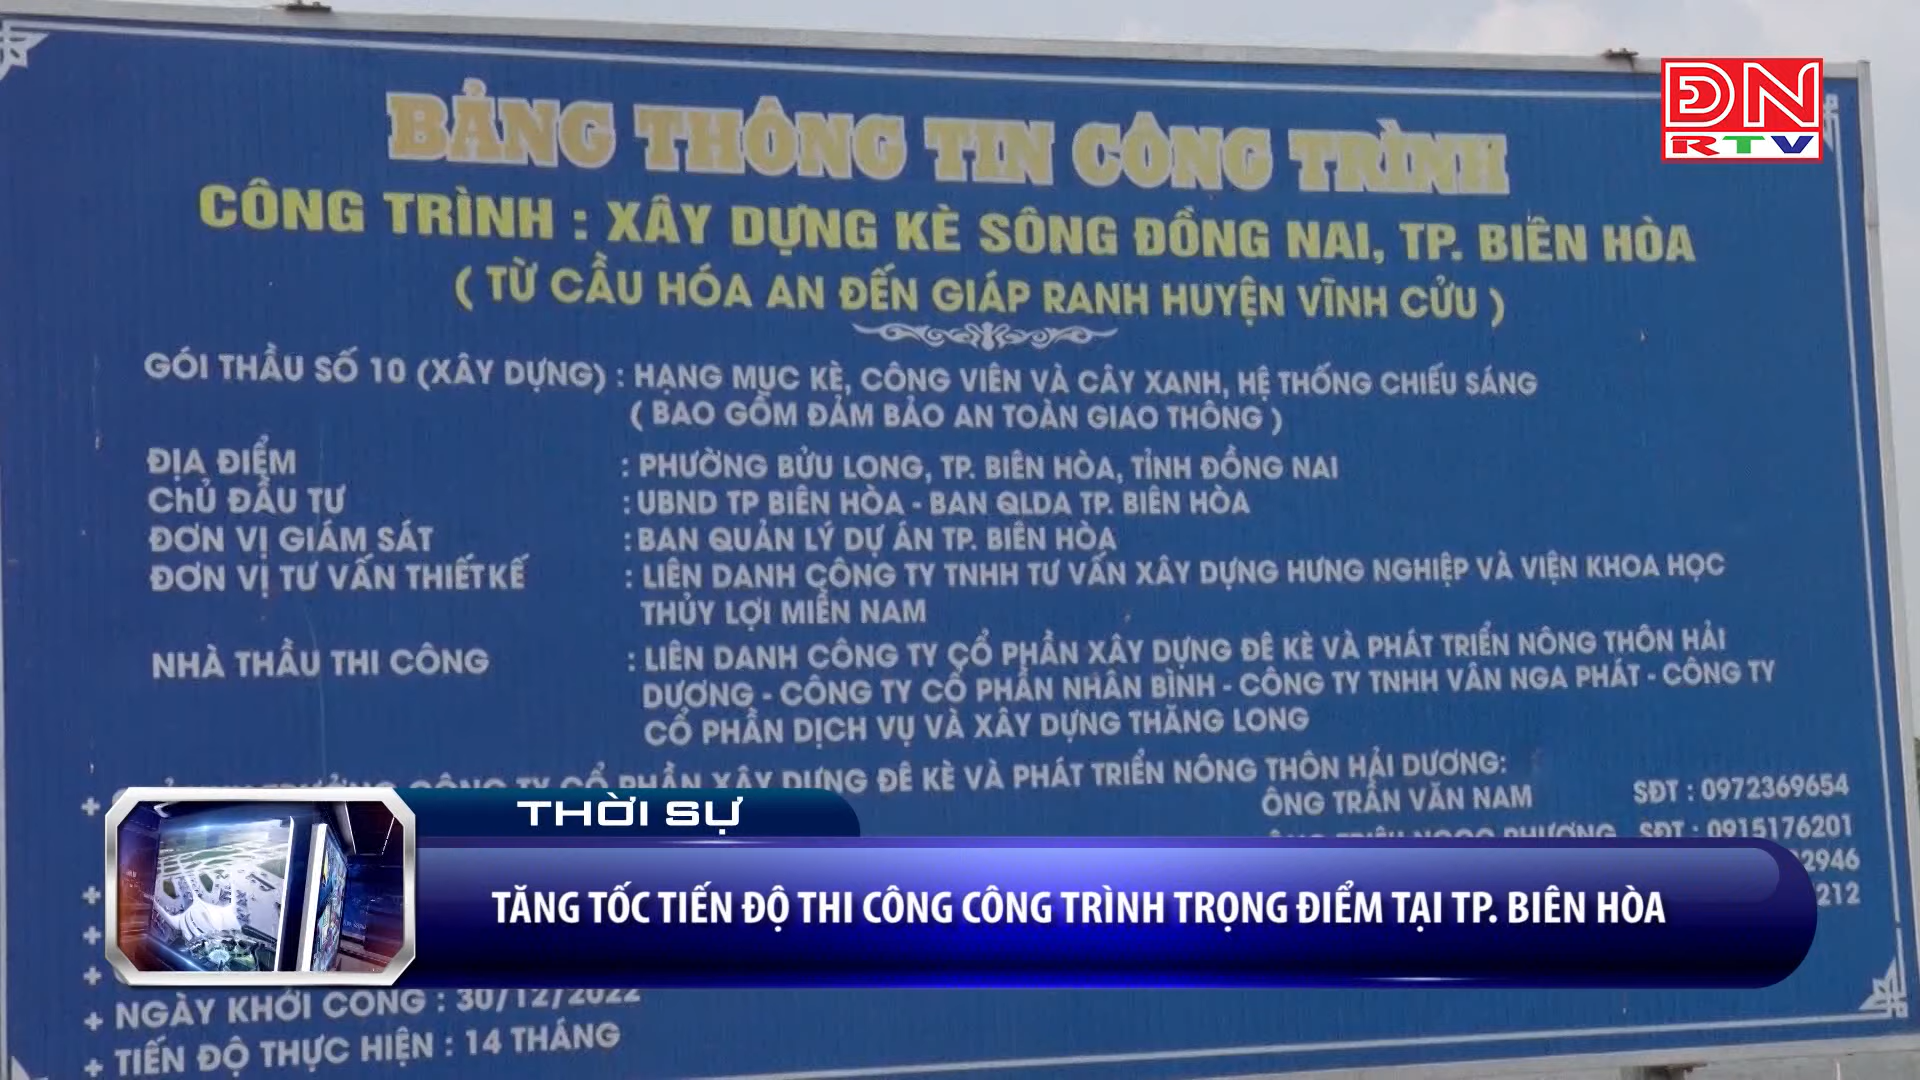 ĐN
RTV
BẢNG THÔNG TIN CÔNG TRÌNH
CÔNG TRÌNH : XÂY DỰNG KÈ SÔNG ĐỒNG NAI, TP. BIÊN HÒA
( TỪ CẦU HÓA AN ĐẾN GIÁP RANH HUYỆN VĨNH CỬU )
GÓI THẦU SỐ 10 (XÂY DỰNG) : HẠNG MỤC KÈ, CÔNG VIÊN VÀ CÂY XANH, HỆ THỐNG CHIẾU SÁNG
( BAO GỒM ĐẢM BẢO AN TOÀN GIAO THÔNG )
ĐỊA ĐIỂM : PHƯỜNG BỬU LONG, TP. BIÊN HÒA, TỈNH ĐỒNG NAI
ChỦ ĐẦU TƯ : UBND TP BIÊN HÒA - BAN QLDA TP. BIÊN HÒA
ĐƠN VỊ GIÁM SÁT : BAN QUẢN LÝ DỰ ÁN TP. BIÊN HÒA
ĐƠN VỊ TƯ VẤN THIẾT KẾ : LIÊN DANH CÔNG TY TNHH TƯ VẤN XÂY DỰNG HƯNG NGHIỆP VÀ VIỆN KHOA HỌC
THỦY LỢI MIỀN NAM
NHÀ THẦU THI CÔNG : LIÊN DANH CÔNG TY CỔ PHẦN XÂY DỰNG ĐÊ KÈ VÀ PHÁT TRIỂN NÔNG THÔN HẢI
DƯƠNG - CÔNG TY CỔ PHẦN NHÂN BÌNH - CÔNG TY TNHH VÂN NGA PHÁT - CÔNG TY
CỔ PHẦN DỊCH VỤ VÀ XÂY DỰNG THĂNG LONG
+ CÔNG TY CỔ PHẦN XÂY DỰNG ĐÊ KÈ VÀ PHÁT TRIỂN NÔNG THÔN HẢI DƯƠNG:
ÔNG TRẦN VĂN NAM SĐT : 0972369654
SĐT : 0915176201
2946
212
THỜI SỰ
TĂNG TỐC TIẾN ĐỘ THI CÔNG CÔNG TRÌNH TRỌNG ĐIỂM TẠI TP. BIÊN HÒA
+ NGÀY KHỞI CÔNG : 30/12/2022
+ TIẾN ĐỘ THỰC HIỆN : 14 THÁNG